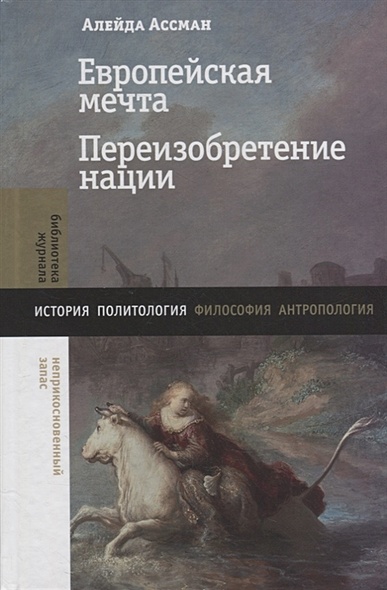 Алейда Ассман
Европейская
мечта
Переизобретение
нации
библиотека
журнала
ИСТОРИЯ ПОЛИТОЛОГИЯ ФИЛОСОФИЯ АНТРОПОЛОГИЯ
неприкосновенный
запас